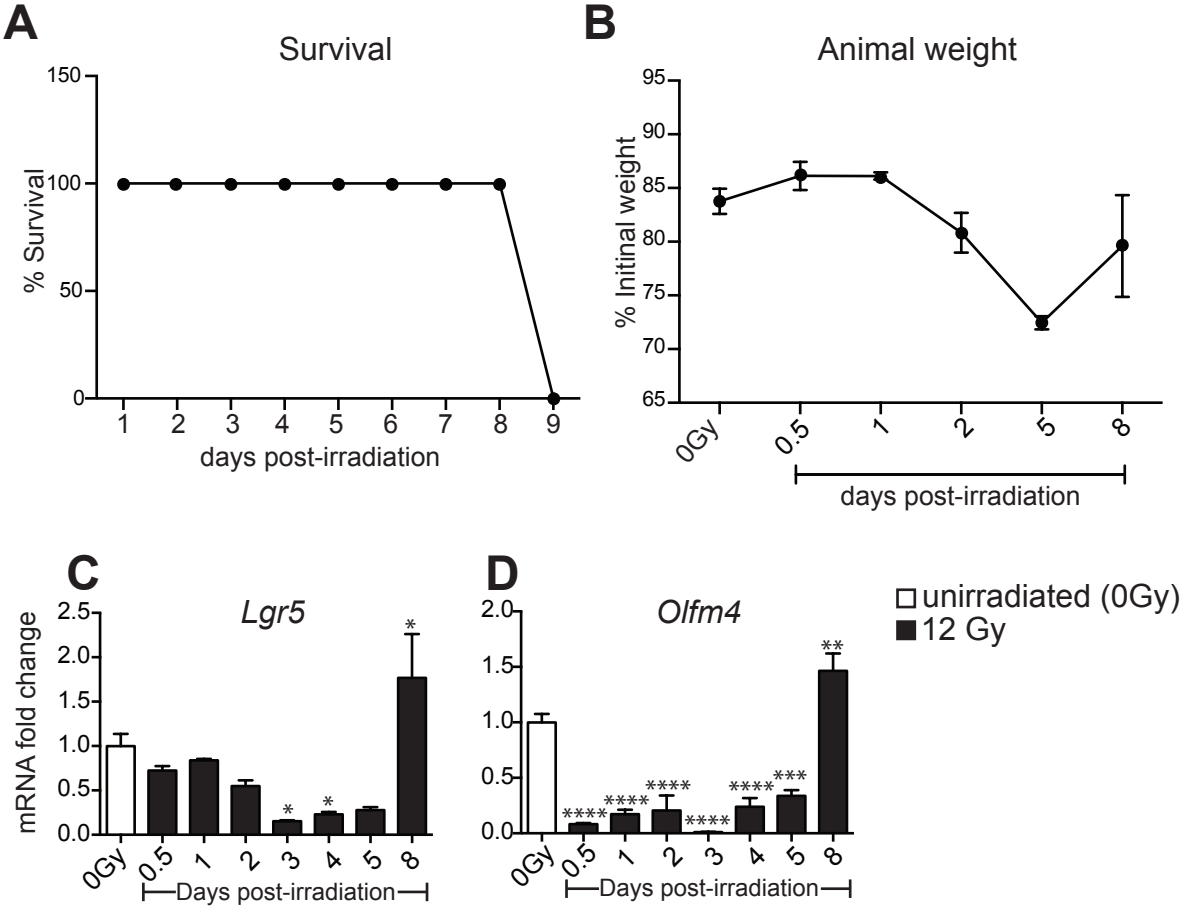 A
Survival
150
100
50
0
% Survival
1 2 3 4 5 6 7 8 9
days post-irradiation
B
Animal weight
95
90
85
80
75
70
65
% Initinal weight
0Gy 0.5 1 2 5 8
days post-irradiation
C
Lgr5
2.5
2.0
1.5
1.0
0.5
0.0
mRNA fold change
* * *
0Gy 0.5 1 2 3 4 5 8
Days post-irradiation
D
Olfm4
2.0
1.5
1.0
0.5
0.0
**** **** **** **** **** *** **
0Gy 0.5 1 2 3 4 5 8
Days post-irradiation
unirradiated (0Gy)
12 Gy